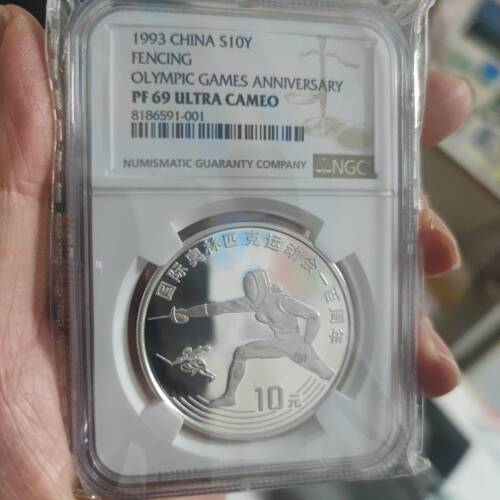 1993 CHINA S10Y
FENCING
OLYMPIC GAMES ANNIVERSARY
PF 69 ULTRA CAMEO
8186591-001
NUMISMATIC GUARANTY COMPANY
NGC
国际奥林匹克运动会一百周年
10元